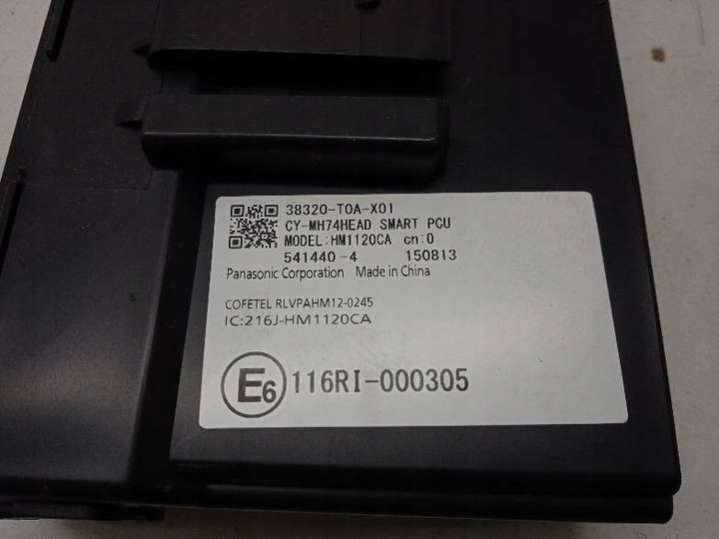 38320-T0A-X01
CY-MH74HEAD SMART PCU
MODEL:HM1120CA cn:0
541440-4 150813
Panasonic Corporation Made in China
COFETEL RLVPAHM12-0245
IC:216J-HM1120CA
E6 116RI-000305